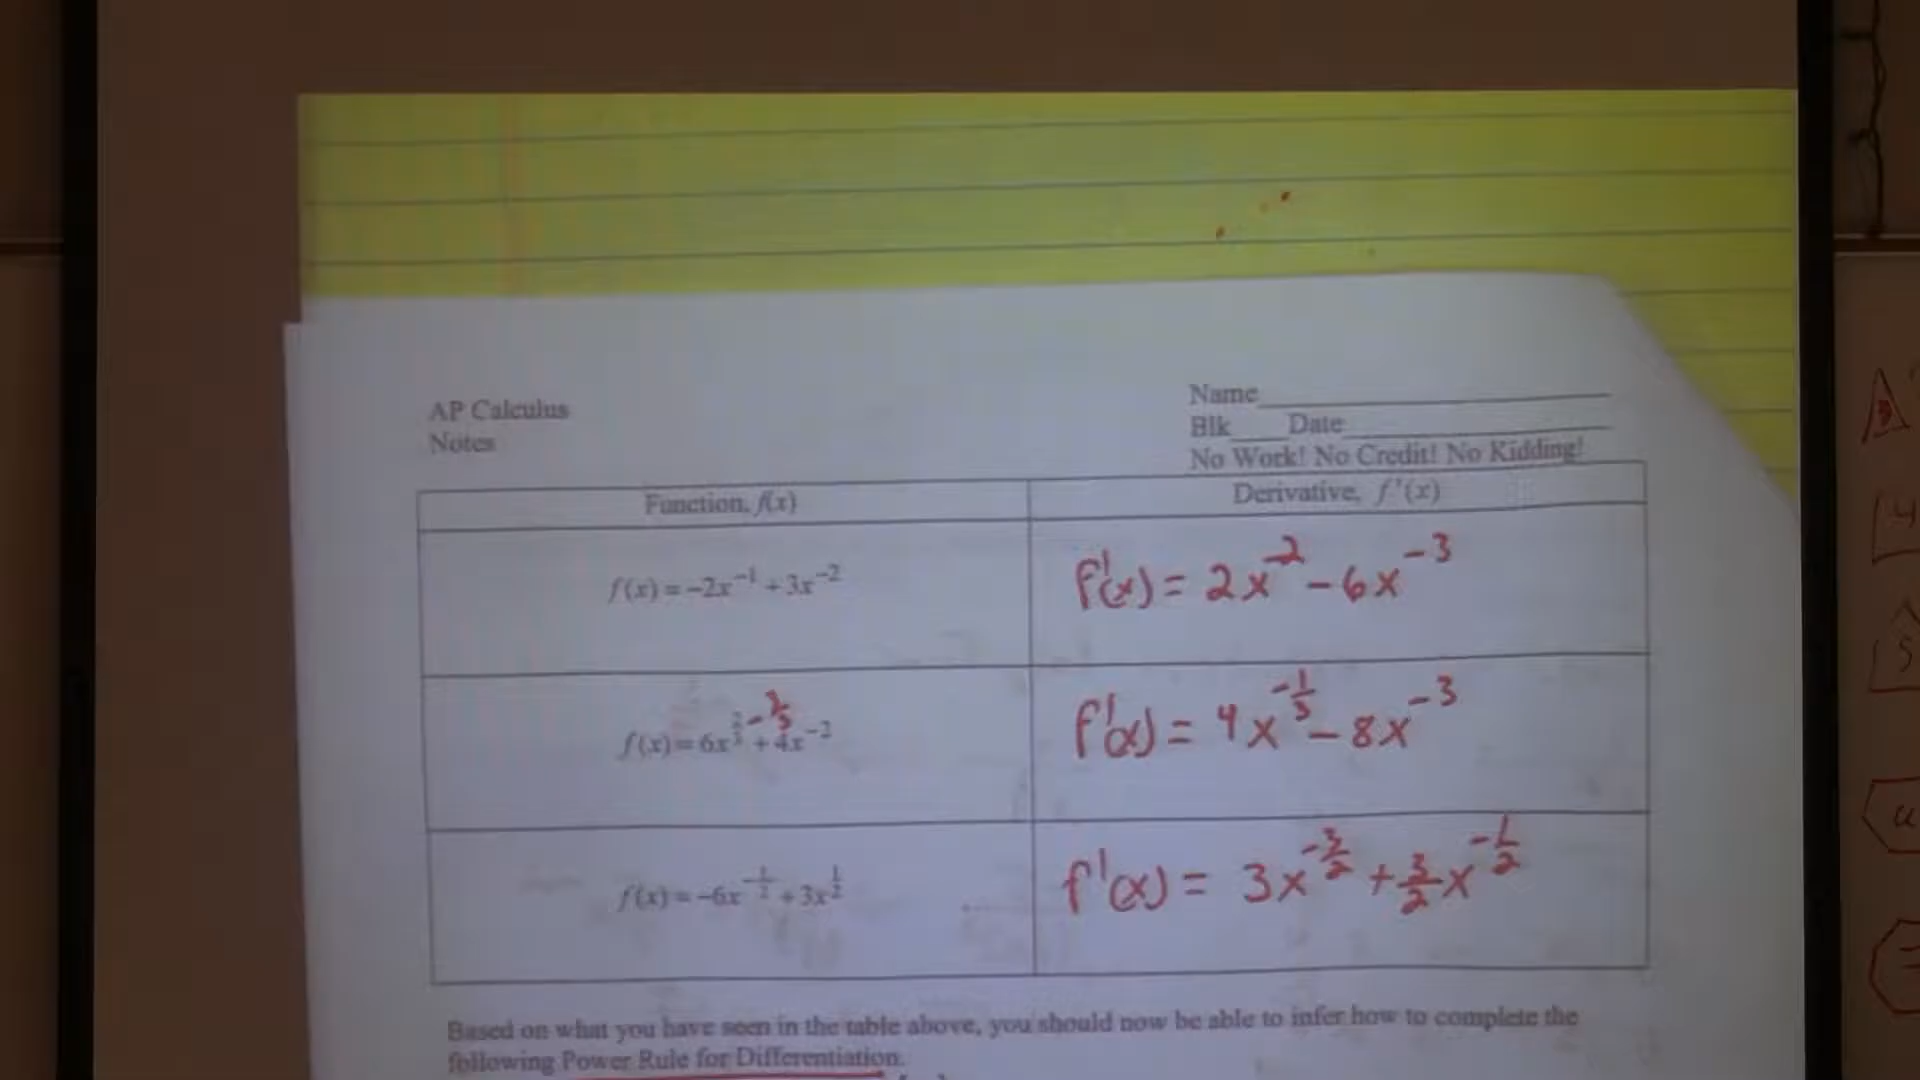 AP Calculus
Notes
Name
Blk Date
No Work! No Credit! No Kidding!
Function, f(x)
Derivative, f'(x)
f(x) = -2x^-1 + 3x^-2
f'(x) = 2x^-2 - 6x^-3
f(x) = 6x^(2/3) - 3/3 + 4x^-2
f'(x) = 4x^(-1/3) - 8x^-3
f(x) = -6x^(-1/2) + 3x^(1/2)
f'(x) = 3x^(-3/2) + 3/2 x^(-1/2)
Based on what you have seen in the table above, you should now be able to infer how to complete the
following Power Rule for Differentiation.